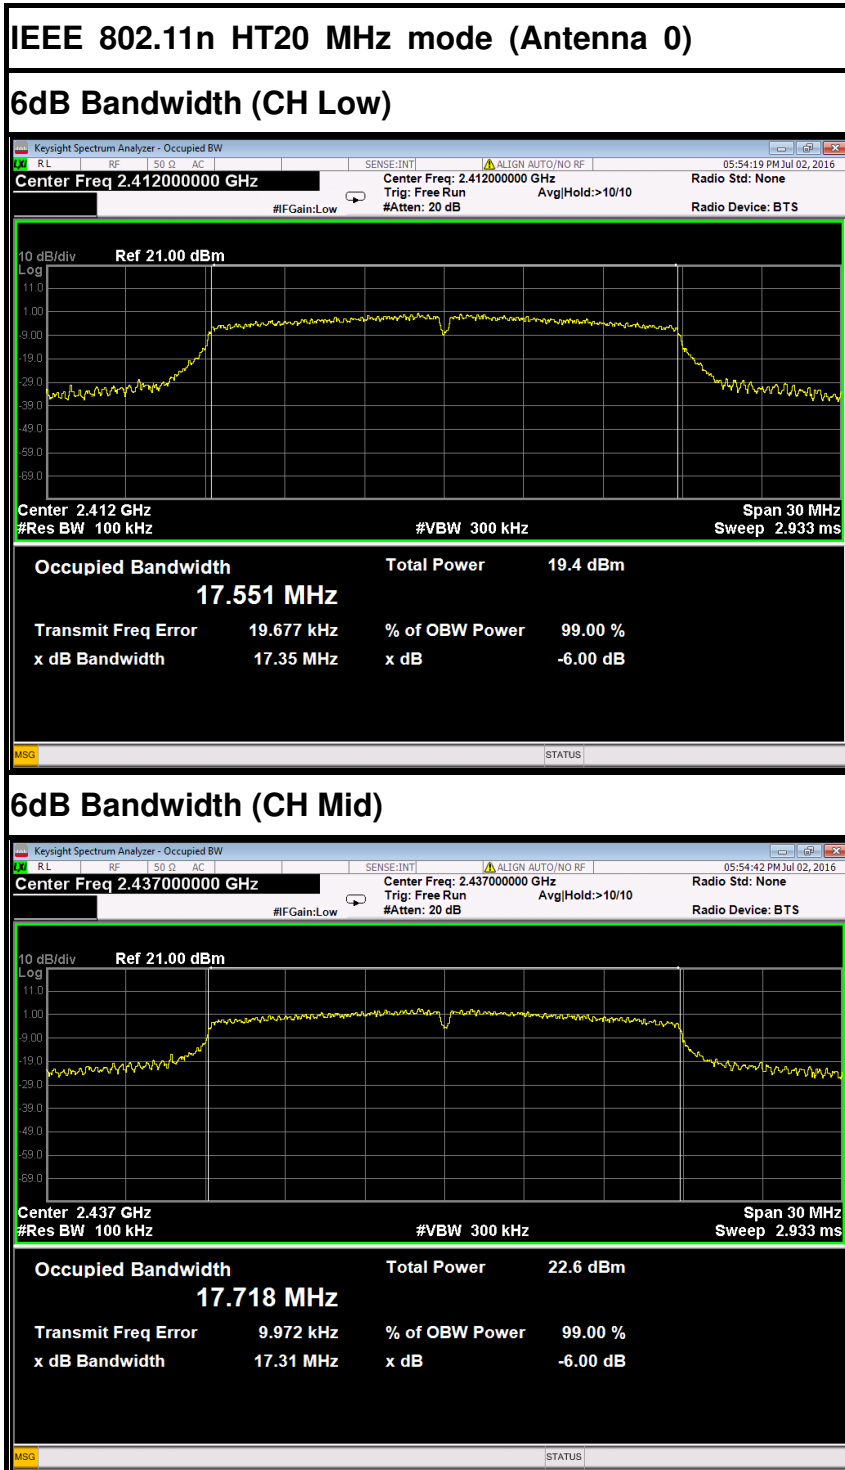 IEEE 802.11n HT20 MHz mode (Antenna 0)
6dB Bandwidth (CH Low)
Keysight Spectrum Analyzer - Occupied BW
LXI RL RF 50 Ω AC SENSE:INT ALIGN AUTO/NO RF 05:54:19 PM Jul 02, 2016
Center Freq 2.412000000 GHz Center Freq: 2.412000000 GHz Radio Std: None
Trig: Free Run Avg|Hold:>10/10
#IFGain:Low #Atten: 20 dB Radio Device: BTS
10 dB/div Ref 21.00 dBm
Log
11.0
1.00
-9.00
-19.0
-29.0
-39.0
-49.0
-59.0
-69.0
Center 2.412 GHz Span 30 MHz
#Res BW 100 kHz #VBW 300 kHz Sweep 2.933 ms
Occupied Bandwidth Total Power 19.4 dBm
17.551 MHz
Transmit Freq Error 19.677 kHz % of OBW Power 99.00 %
x dB Bandwidth 17.35 MHz x dB -6.00 dB
MSG STATUS
6dB Bandwidth (CH Mid)
Keysight Spectrum Analyzer - Occupied BW
LXI RL RF 50 Ω AC SENSE:INT ALIGN AUTO/NO RF 05:54:42 PM Jul 02, 2016
Center Freq 2.437000000 GHz Center Freq: 2.437000000 GHz Radio Std: None
Trig: Free Run Avg|Hold:>10/10
#IFGain:Low #Atten: 20 dB Radio Device: BTS
10 dB/div Ref 21.00 dBm
Log
11.0
1.00
-9.00
-19.0
-29.0
-39.0
-49.0
-59.0
-69.0
Center 2.437 GHz Span 30 MHz
#Res BW 100 kHz #VBW 300 kHz Sweep 2.933 ms
Occupied Bandwidth Total Power 22.6 dBm
17.718 MHz
Transmit Freq Error 9.972 kHz % of OBW Power 99.00 %
x dB Bandwidth 17.31 MHz x dB -6.00 dB
MSG STATUS